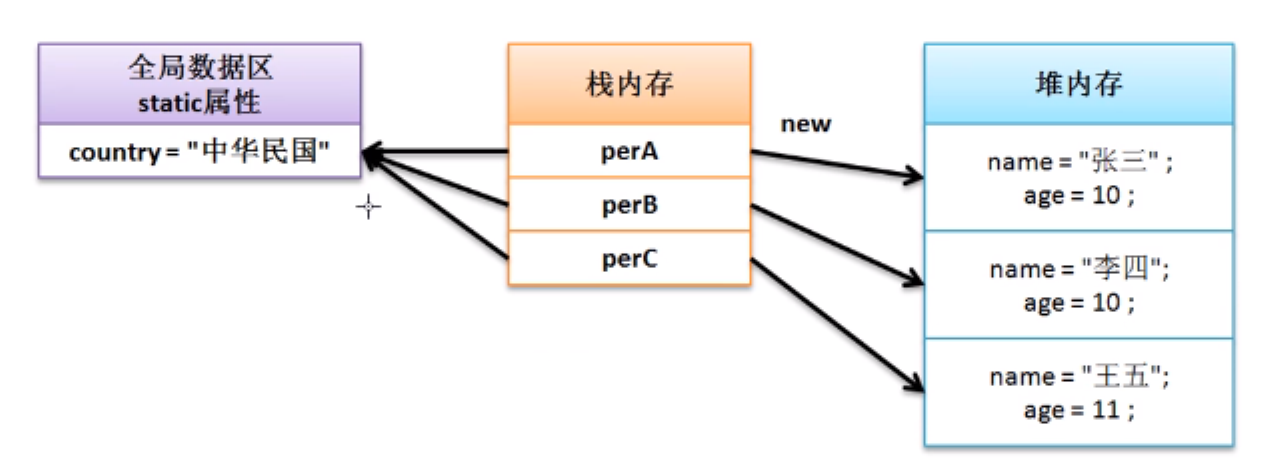 全局数据区
static属性
country = "中华民国"
栈内存
perA
perB
perC
new
堆内存
name = "张三" ;
age = 10 ;
name = "李四";
age = 10 ;
name = "王五";
age = 11 ;